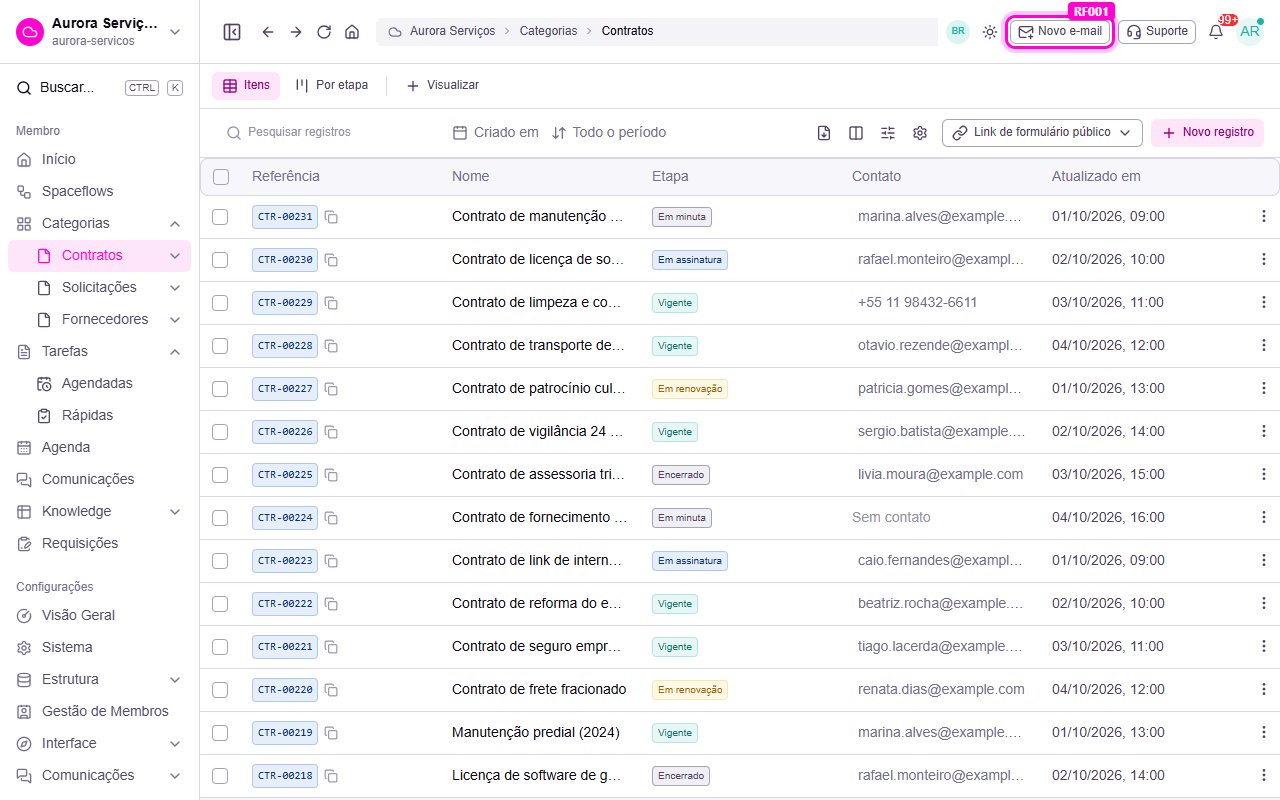 Aurora Serviç...
aurora-servicos
Aurora Serviços > Categorias > Contratos
BR
RF001
Novo e-mail
Suporte
99+
AR
Buscar...
CTRL K
Membro
Início
Spaceflows
Categorias
Contratos
Solicitações
Fornecedores
Tarefas
Agendadas
Rápidas
Agenda
Comunicações
Knowledge
Requisições
Configurações
Visão Geral
Sistema
Estrutura
Gestão de Membros
Interface
Comunicações
Itens
Por etapa
Visualizar
Pesquisar registros
Criado em
Todo o período
Link de formulário público
Novo registro
Referência Nome Etapa Contato Atualizado em
CTR-00231 Contrato de manutenção ... Em minuta marina.alves@example.... 01/10/2026, 09:00
CTR-00230 Contrato de licença de so... Em assinatura rafael.monteiro@exampl... 02/10/2026, 10:00
CTR-00229 Contrato de limpeza e co... Vigente +55 11 98432-6611 03/10/2026, 11:00
CTR-00228 Contrato de transporte de... Vigente otavio.rezende@exampl... 04/10/2026, 12:00
CTR-00227 Contrato de patrocínio cul... Em renovação patricia.gomes@exampl... 01/10/2026, 13:00
CTR-00226 Contrato de vigilância 24 ... Vigente sergio.batista@example.... 02/10/2026, 14:00
CTR-00225 Contrato de assessoria tri... Encerrado livia.moura@example.com 03/10/2026, 15:00
CTR-00224 Contrato de fornecimento ... Em minuta Sem contato 04/10/2026, 16:00
CTR-00223 Contrato de link de intern... Em assinatura caio.fernandes@exampl... 01/10/2026, 09:00
CTR-00222 Contrato de reforma do e... Vigente beatriz.rocha@example.... 02/10/2026, 10:00
CTR-00221 Contrato de seguro empr... Vigente tiago.lacerda@example.... 03/10/2026, 11:00
CTR-00220 Contrato de frete fracionado Em renovação renata.dias@example.com 04/10/2026, 12:00
CTR-00219 Manutenção predial (2024) Vigente marina.alves@example.... 01/10/2026, 13:00
CTR-00218 Licença de software de g... Encerrado rafael.monteiro@exampl... 02/10/2026, 14:00